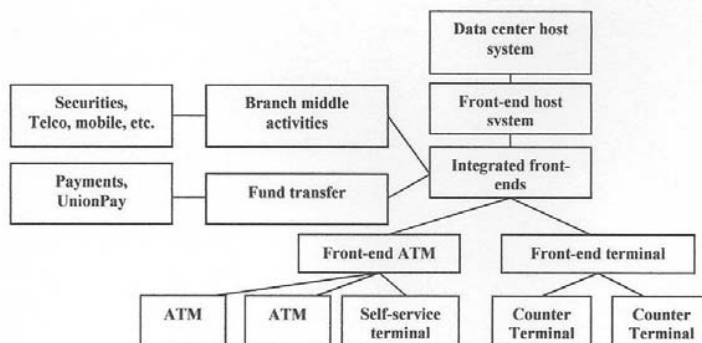 Data center host
system
Securities,
Telco, mobile, etc.
Branch middle
activities
Front-end host
system
Integrated front-
ends
Payments,
UnionPay
Fund transfer
Front-end ATM
Front-end terminal
ATM
ATM
Self-service
terminal
Counter
Terminal
Counter
Terminal